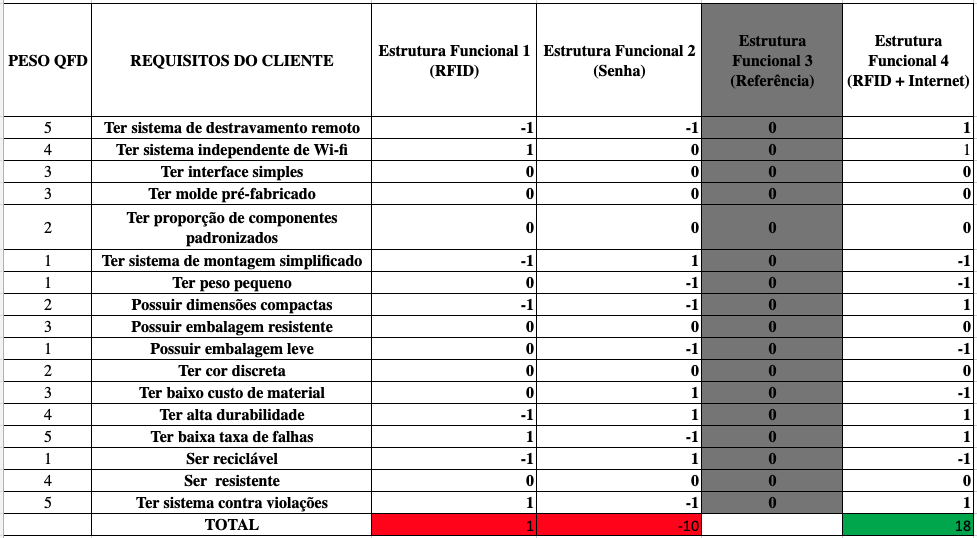 PESO QFD REQUISITOS DO CLIENTE Estrutura Funcional 1 (RFID) Estrutura Funcional 2 (Senha) Estrutura Funcional 3 (Referência) Estrutura Funcional 4 (RFID + Internet)
5 Ter sistema de destravamento remoto -1 -1 0 1
4 Ter sistema independente de Wi-fi 1 0 0 1
3 Ter interface simples 0 0 0 0
3 Ter molde pré-fabricado 0 0 0 0
2 Ter proporção de componentes padronizados 0 0 0 0
1 Ter sistema de montagem simplificado -1 1 0 -1
1 Ter peso pequeno 0 -1 0 -1
2 Possuir dimensões compactas -1 -1 0 1
3 Possuir embalagem resistente 0 0 0 0
1 Possuir embalagem leve 0 -1 0 -1
2 Ter cor discreta 0 0 0 0
3 Ter baixo custo de material 0 1 0 -1
4 Ter alta durabilidade -1 1 0 1
5 Ter baixa taxa de falhas 1 -1 0 1
1 Ser reciclável -1 1 0 -1
4 Ser resistente 0 0 0 0
5 Ter sistema contra violações 1 -1 0 1
TOTAL 1 -10 18